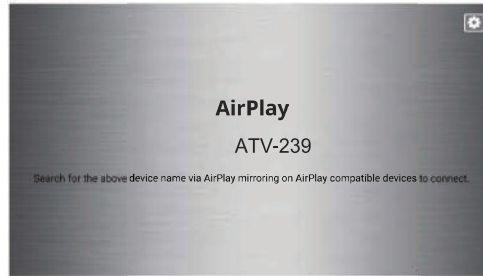 AirPlay
ATV-239
Search for the above device name via AirPlay mirroring on AirPlay compatible devices to connect.